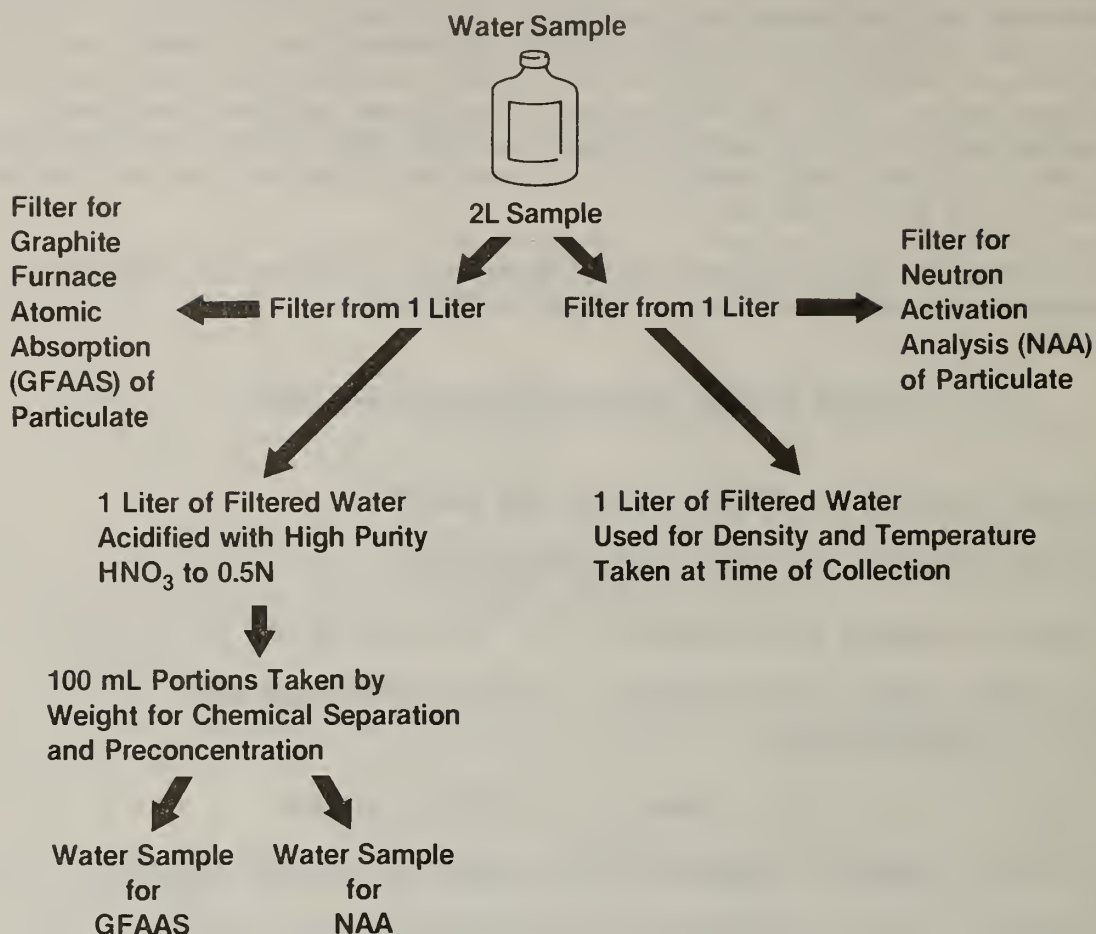 Water Sample
2L Sample
Filter for
Graphite
Furnace
Atomic
Absorption
(GFAAS) of
Particulate
Filter from 1 Liter
Filter from 1 Liter
Filter for
Neutron
Activation
Analysis (NAA)
of Particulate
1 Liter of Filtered Water
Acidified with High Purity
HNO₃ to 0.5N
1 Liter of Filtered Water
Used for Density and Temperature
Taken at Time of Collection
100 mL Portions Taken by
Weight for Chemical Separation
and Preconcentration
Water Sample
for
GFAAS
Water Sample
for
NAA